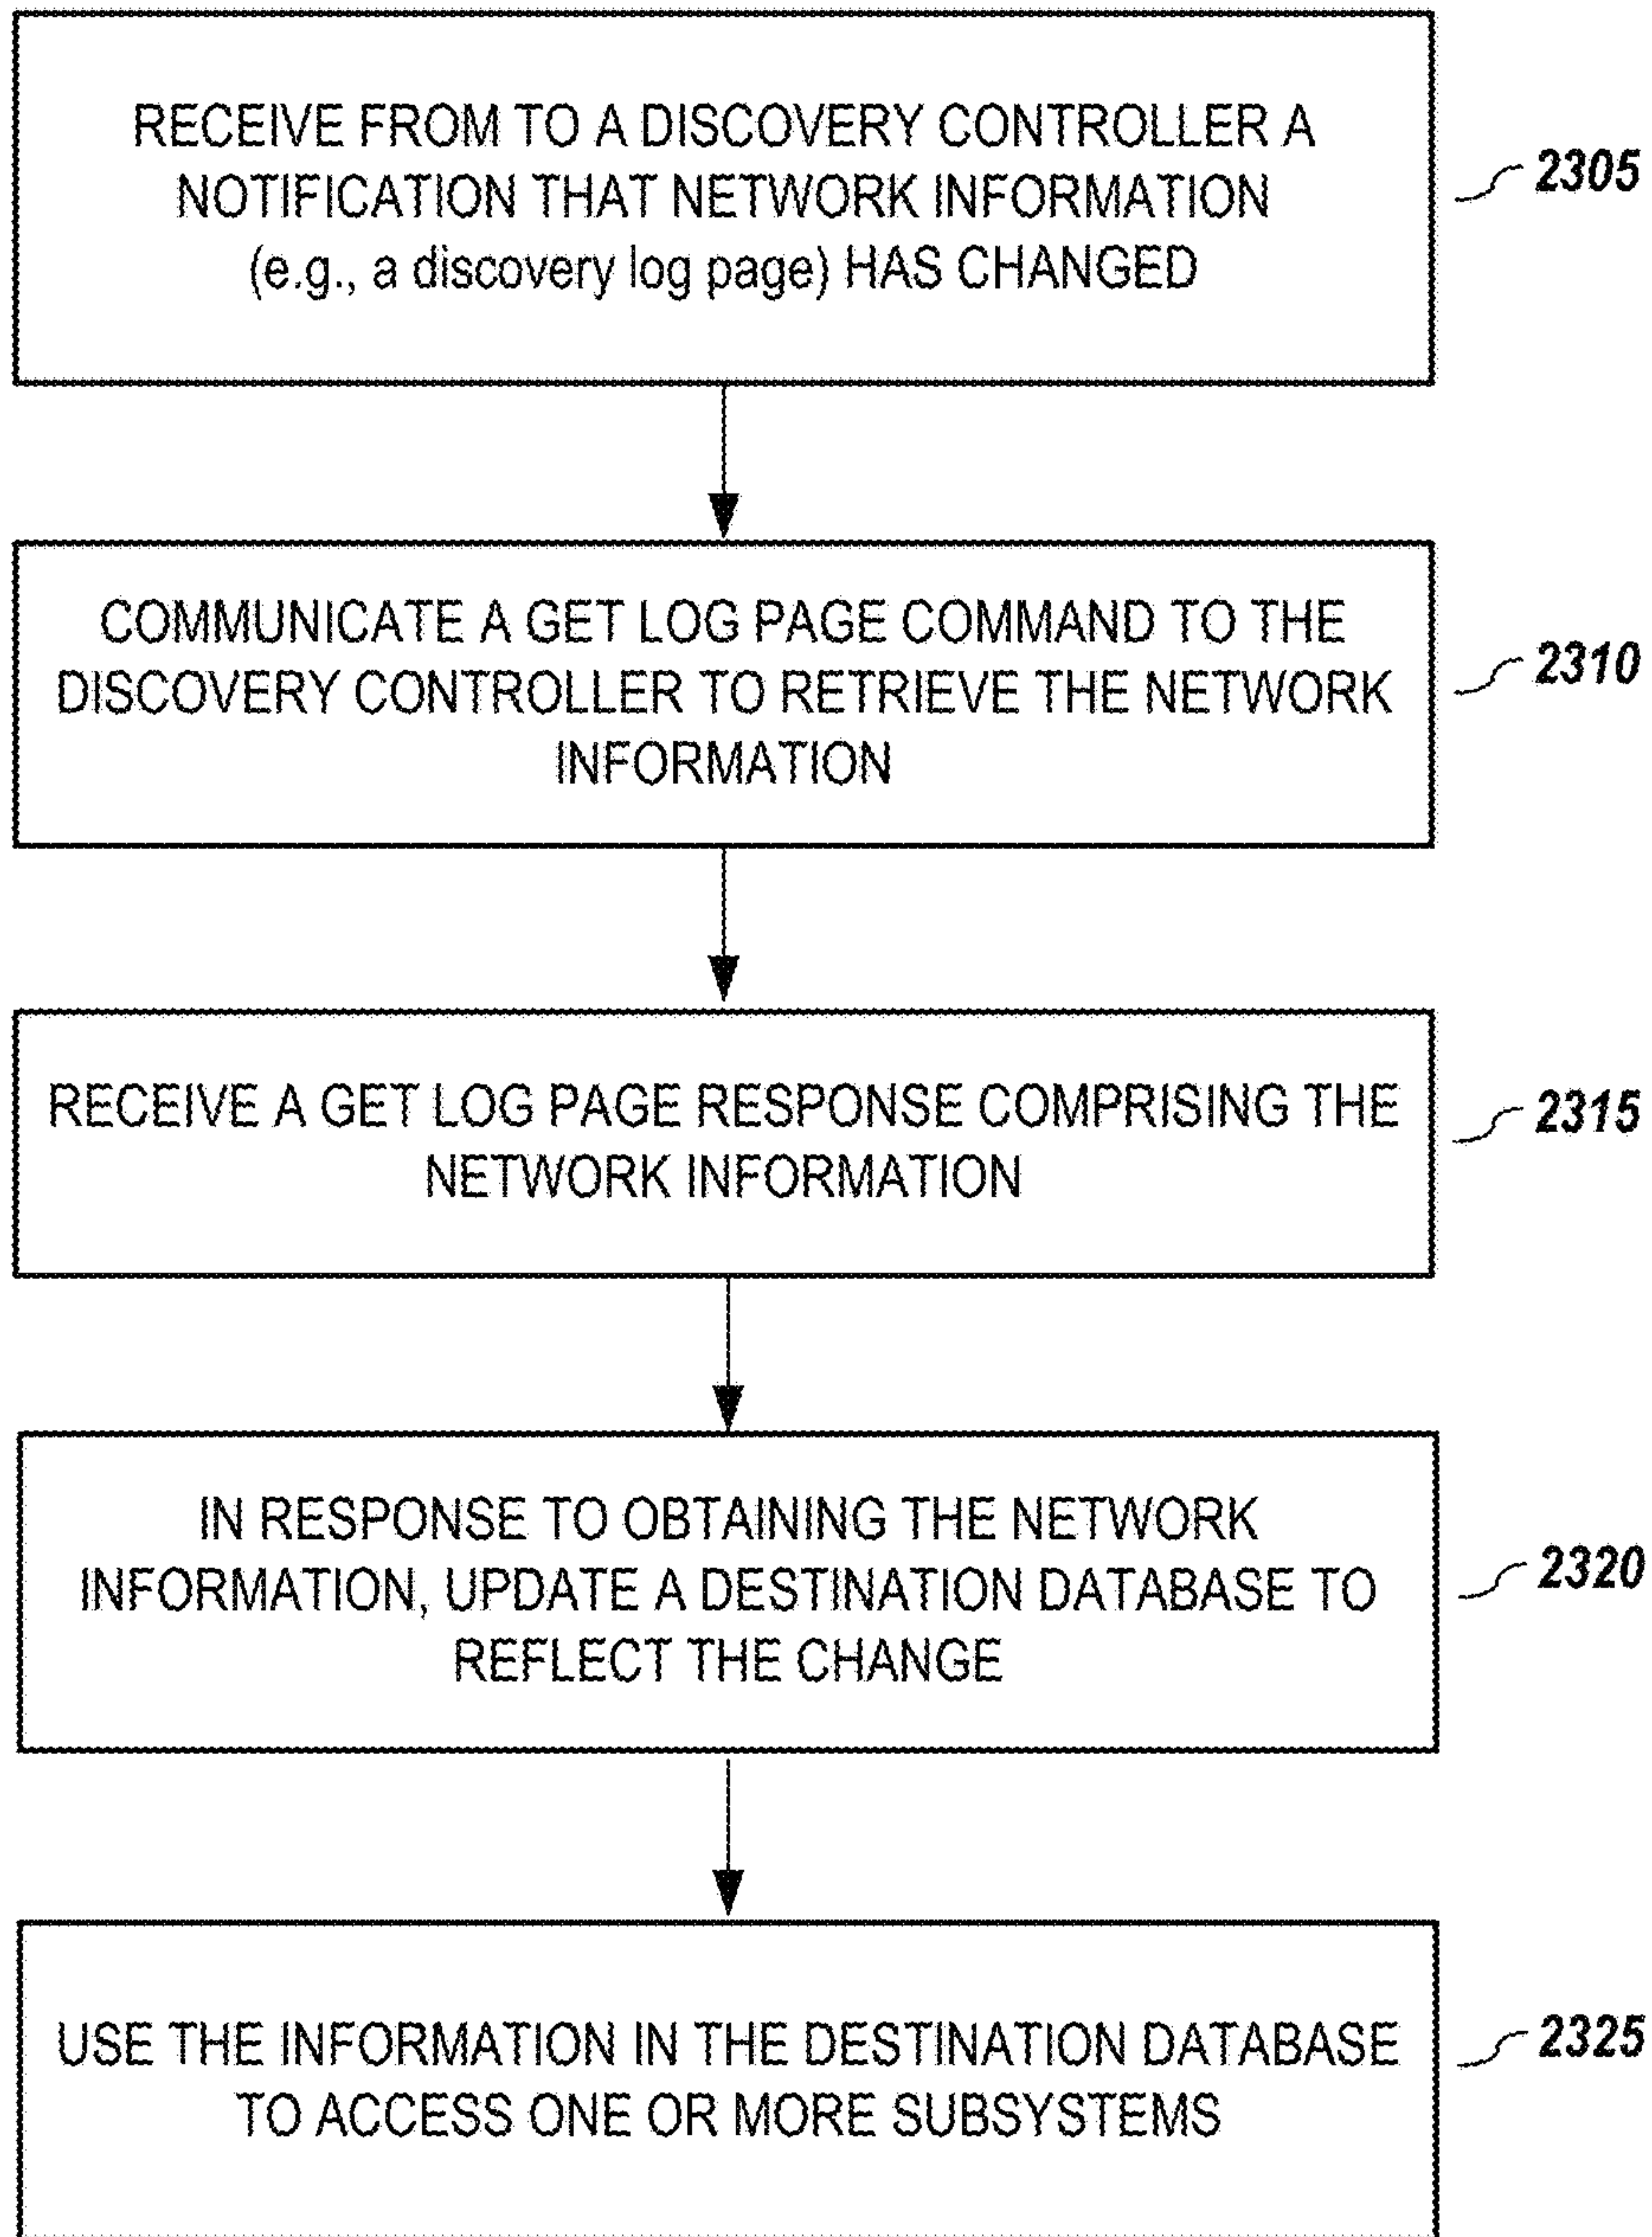 RECEIVE FROM TO A DISCOVERY CONTROLLER A
NOTIFICATION THAT NETWORK INFORMATION
(e.g., a discovery log page) HAS CHANGED
2305
COMMUNICATE A GET LOG PAGE COMMAND TO THE
DISCOVERY CONTROLLER TO RETRIEVE THE NETWORK
INFORMATION
2310
RECEIVE A GET LOG PAGE RESPONSE COMPRISING THE
NETWORK INFORMATION
2315
IN RESPONSE TO OBTAINING THE NETWORK
INFORMATION, UPDATE A DESTINATION DATABASE TO
REFLECT THE CHANGE
2320
USE THE INFORMATION IN THE DESTINATION DATABASE
TO ACCESS ONE OR MORE SUBSYSTEMS
2325